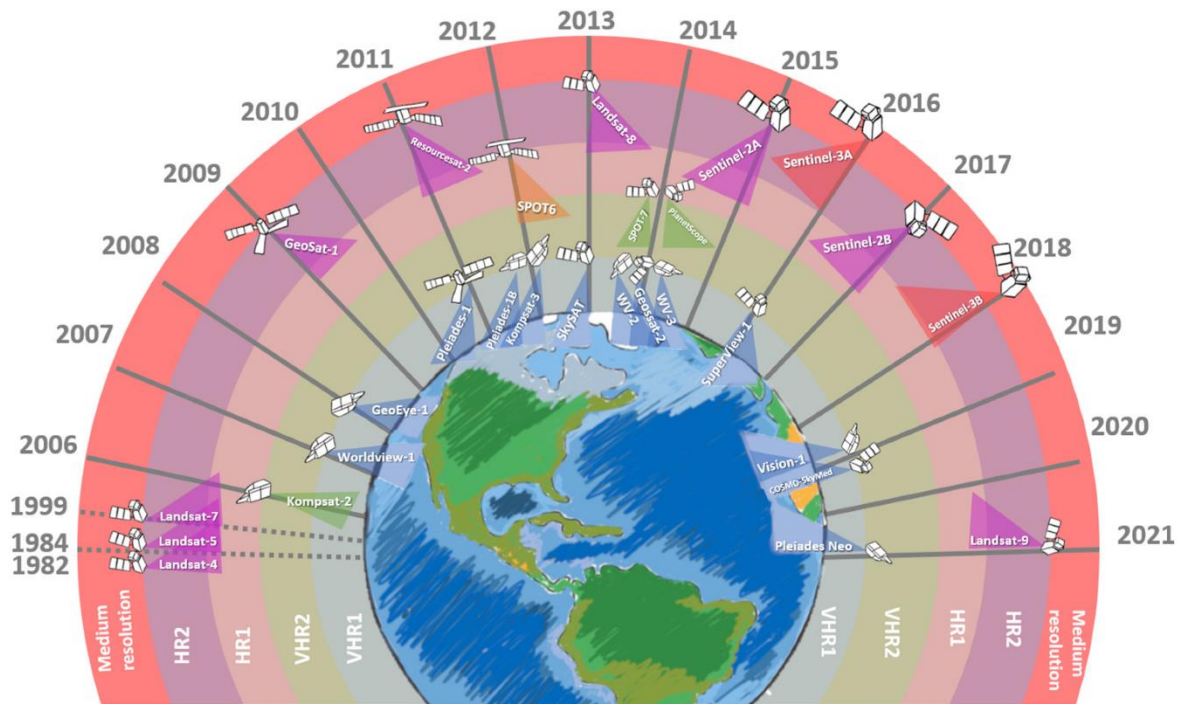 2013
2012
2014
2011
2015
2010
2016
2009
2017
2008
2018
2007
2019
2006
2020
1999
1984
1982
2021
Landsat-8
Resourcesat-2
Sentinel-2A
Sentinel-3A
SPOT6
SPOT-7
PlanetScope
GeoSat-1
Sentinel-2B
Sentinel-3B
Pleiades-1
Pleiades-1B
Kompsat-3
SkySAT
WV-2
Geossat-2
WV-3
SuperView-1
GeoEye-1
Worldview-1
Kompsat-2
Vision-1
COSMO-SkyMed
Landsat-7
Landsat-5
Landsat-4
Pleiades Neo
Landsat-9
Medium
resolution
HR2
HR1
VHR2
VHR1
VHR1
VHR2
HR1
HR2
Medium
resolution